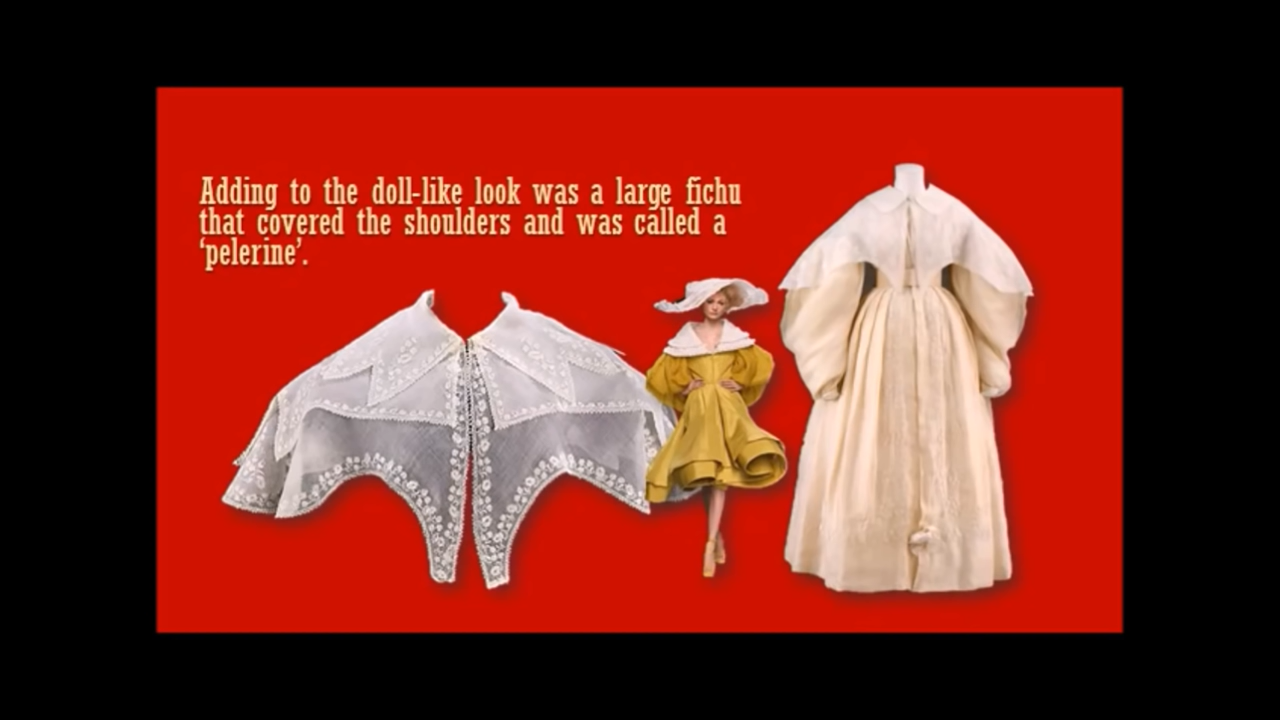 Adding to the doll-like look was a large fichu
that covered the shoulders and was called a
‘pelerine’.